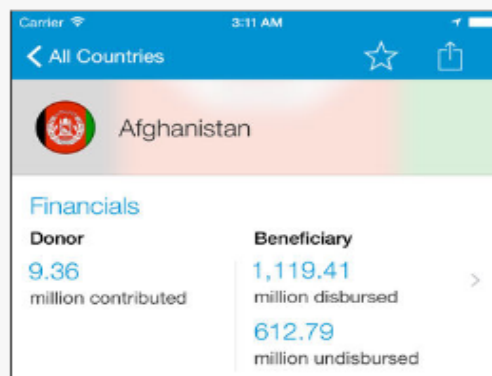 Carrier 3:11 AM
All Countries
Afghanistan
Financials
Donor
9.36
million contributed
Beneficiary
1,119.41
million disbursed
612.79
million undisbursed